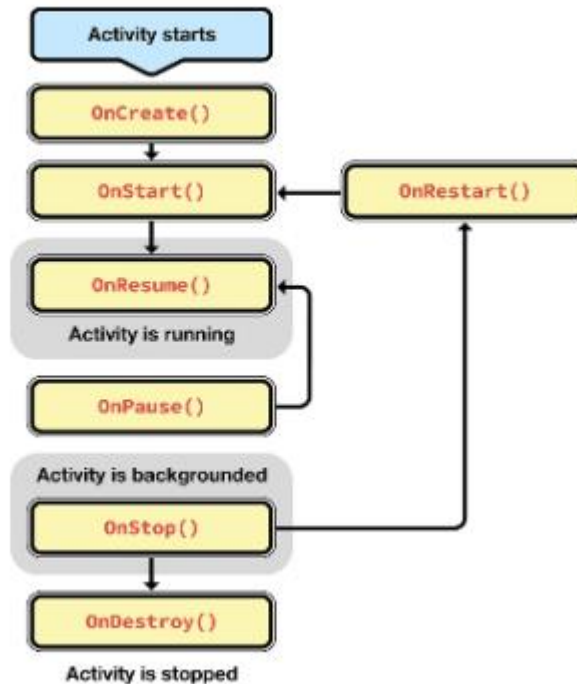 Activity starts
OnCreate()
OnStart()
OnRestart()
OnResume()
Activity is running
OnPause()
Activity is backgrounded
OnStop()
OnDestroy()
Activity is stopped